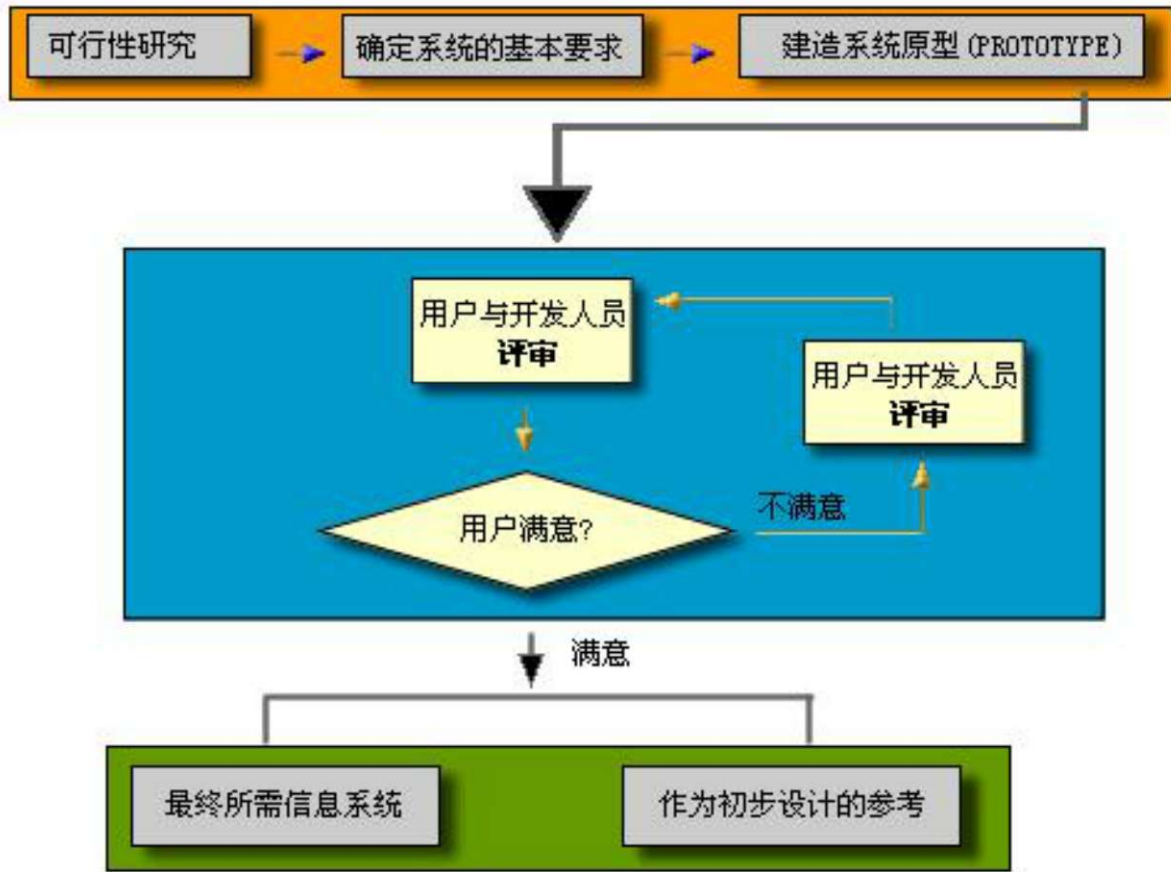 可行性研究
确定系统的基本要求
建造系统原型(PROTOTYPE)
用户与开发人员
评审
用户与开发人员
评审
用户满意?
不满意
满意
最终所需信息系统
作为初步设计的参考